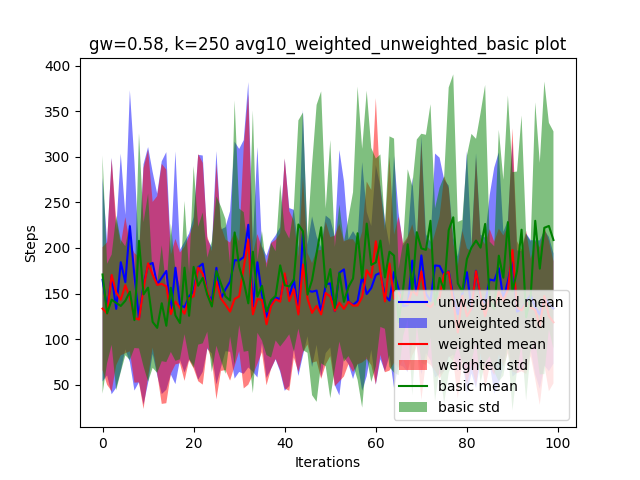 gw=0.58, k=250 avg10_weighted_unweighted_basic plot
Steps
400
350
300
250
200
150
100
50
0
20
40
60
80
100
Iterations
unweighted mean
unweighted std
weighted mean
weighted std
basic mean
basic std